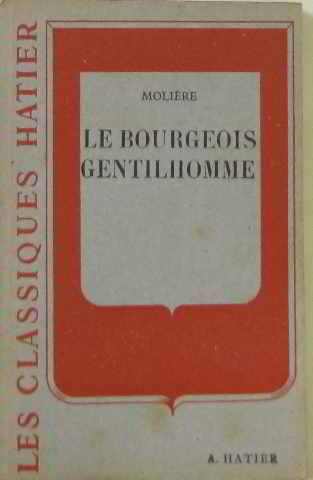 LES CLASSIQUES HATIER
MOLIÈRE
LE BOURGEOIS
GENTILHOMME
A. HATIER